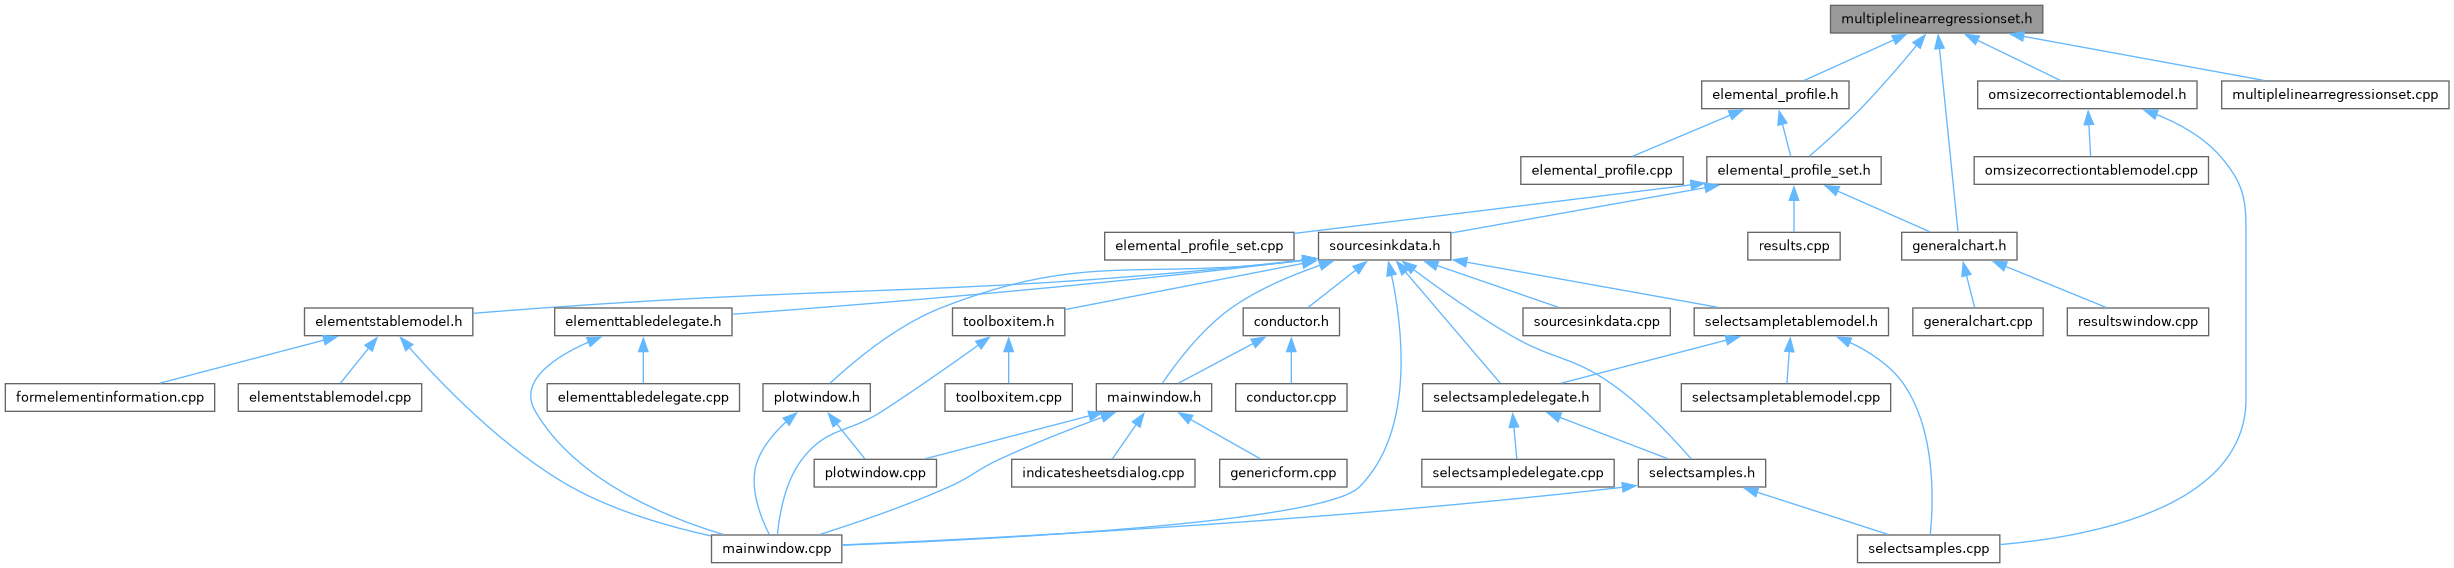 multiplelinearregressionset.h
elemental_profile.h
omsizecorrectiontablemodel.h
multiplelinearregressionset.cpp
elemental_profile.cpp
elemental_profile_set.h
omsizecorrectiontablemodel.cpp
elemental_profile_set.cpp
sourcesinkdata.h
results.cpp
generalchart.h
elementstablemodel.h
elementtabledelegate.h
toolboxitem.h
conductor.h
sourcesinkdata.cpp
selectsampletablemodel.h
generalchart.cpp
resultswindow.cpp
formelementinformation.cpp
elementstablemodel.cpp
elementtabledelegate.cpp
plotwindow.h
toolboxitem.cpp
mainwindow.h
conductor.cpp
selectsampledelegate.h
selectsampletablemodel.cpp
plotwindow.cpp
indicatesheetsdialog.cpp
genericform.cpp
selectsampledelegate.cpp
selectsamples.h
mainwindow.cpp
selectsamples.cpp